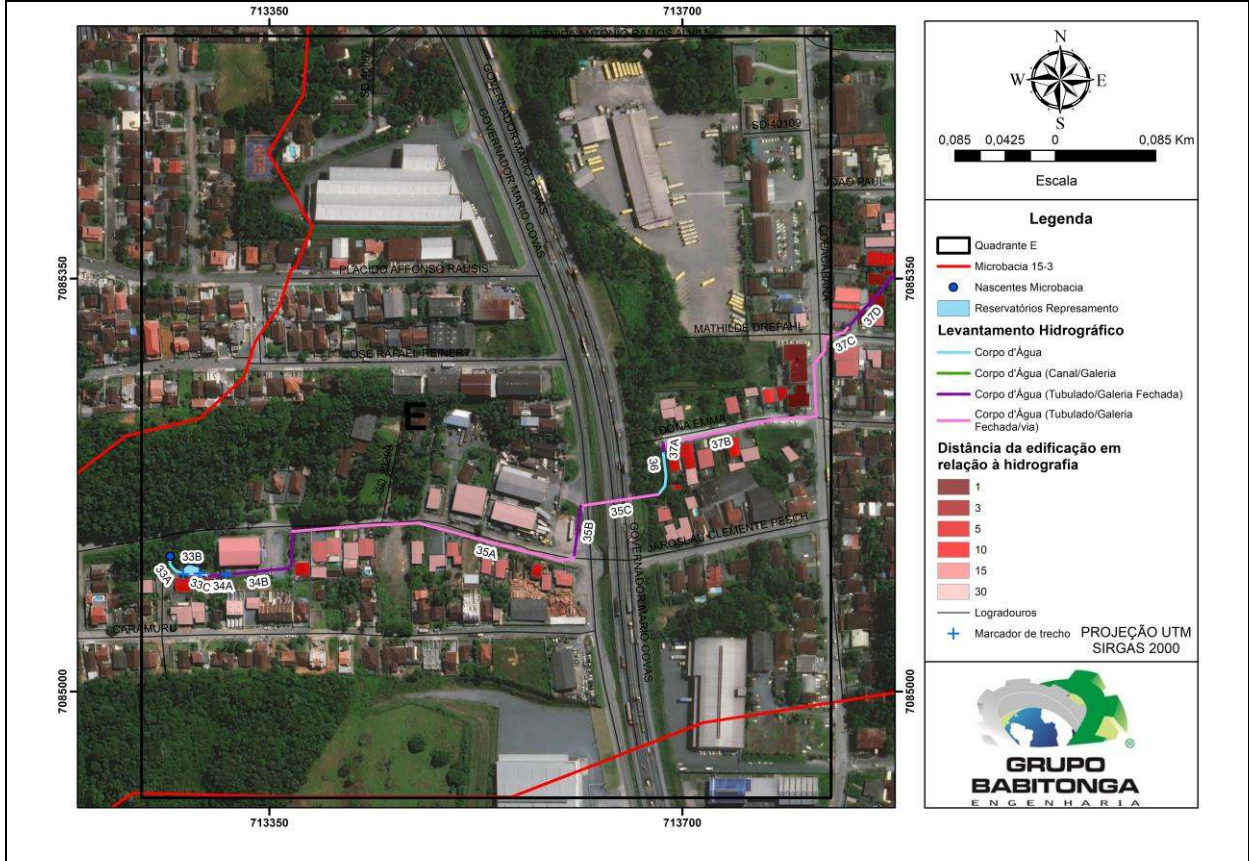 713350
713700
7085350
7085000
7085350
7085000
713350
713700
AVENIDA ANTONIO RAMOS ALVIM
GOVERNADOR MARIO COVAS
GOVERNADOR MARIO COVAS
SD 40109
JOAO PAUL
COPACABANA
PLACIDO AFFONSO RAUSIS
MATHILDE DREFAHL
37D
37C
JOSE RAFAEL REINERT
E
DONA EMMA
37A
37B
36
35C
35B
JAROSLAU CLEMENTE PESCH
35A
33B
33A
33C
34A
34B
CARAMURU
GOVERNADOR MARIO COVAS
N
W
E
S
0,085 0,0425 0 0,085 Km
Escala
Legenda
Quadrante E
Microbacia 15-3
Nascentes Microbacia
Reservatórios Represamento
Levantamento Hidrográfico
Corpo d'Água
Corpo d'Água (Canal/Galeria
Corpo d'Água (Tubulado/Galeria Fechada)
Corpo d'Água (Tubulado/Galeria
Fechada/via)
Distância da edificação em
relação à hidrografia
1
3
5
10
15
30
Logradouros
Marcador de trecho
PROJEÇÃO UTM
SIRGAS 2000
GRUPO
BABITONGA
ENGENHARIA